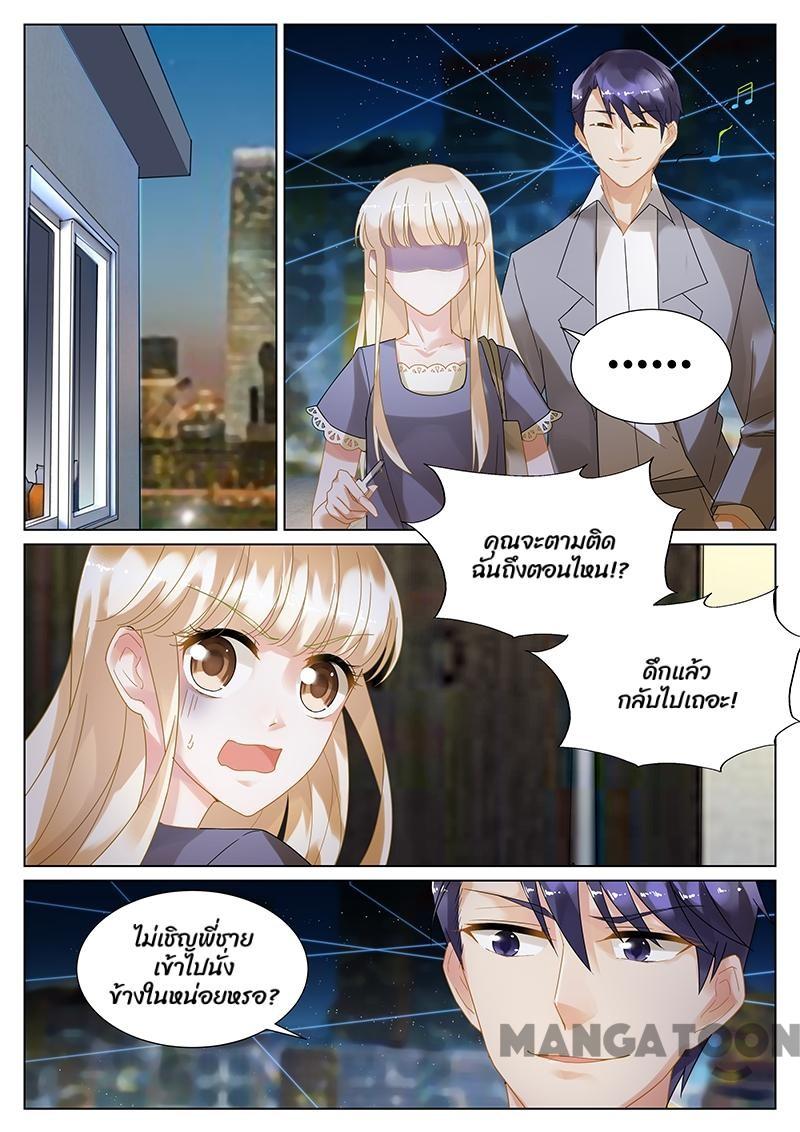 ......
คุณจะตามติด
ฉันถึงตอนไหน!?
ดึกแล้ว
กลับไปเถอะ!
ไม่เชิญพี่ชาย
เข้าไปนั่ง
ข้างในหน่อยหรอ?
MANGATOON